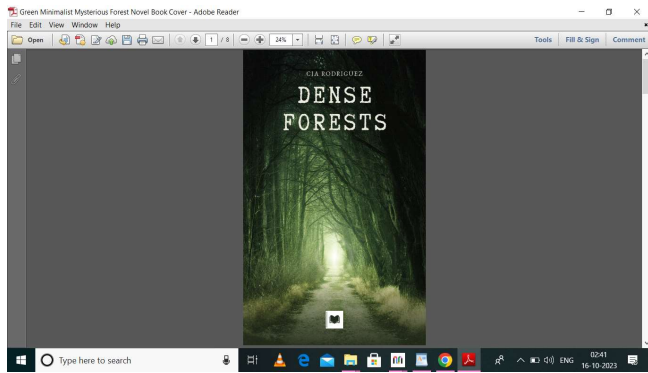 Green Minimalist Mysterious Forest Novel Book Cover - Adobe Reader
File Edit View Window Help
Open 1 / 8 24% Tools Fill & Sign Comment
CIA RODRIGUEZ
DENSE
FORESTS
Type here to search
ENG
02:41
16-10-2023